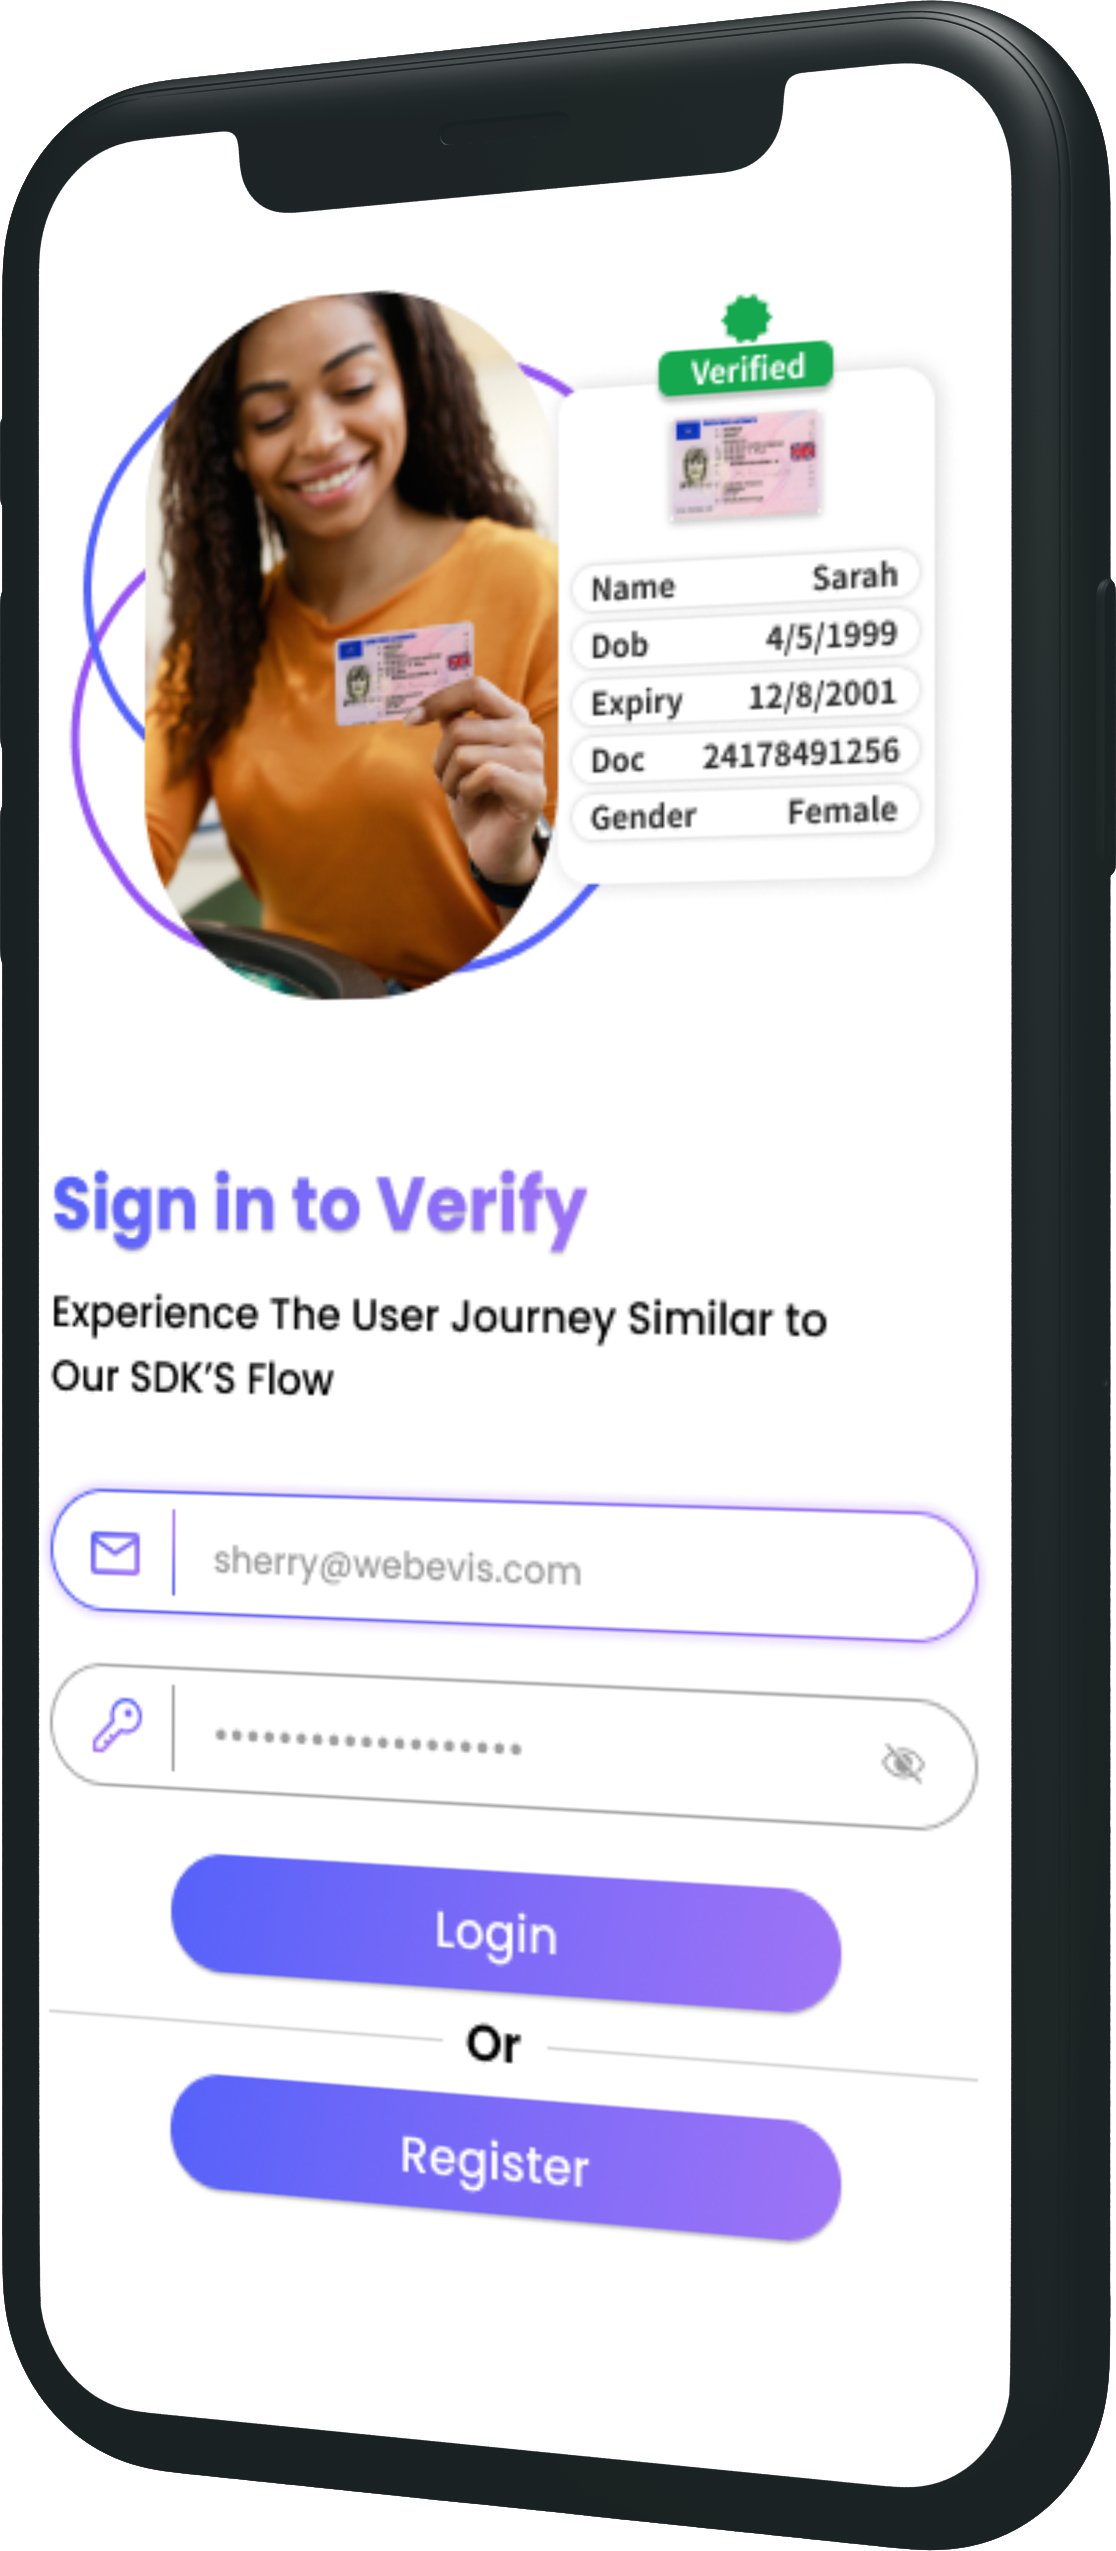 Verified
Name Sarah
Dob 4/5/1999
Expiry 12/8/2001
Doc 24178491256
Gender Female
Sign in to Verify
Experience The User Journey Similar to
Our SDK’S Flow
sherry@webevis.com
Login
Or
Register